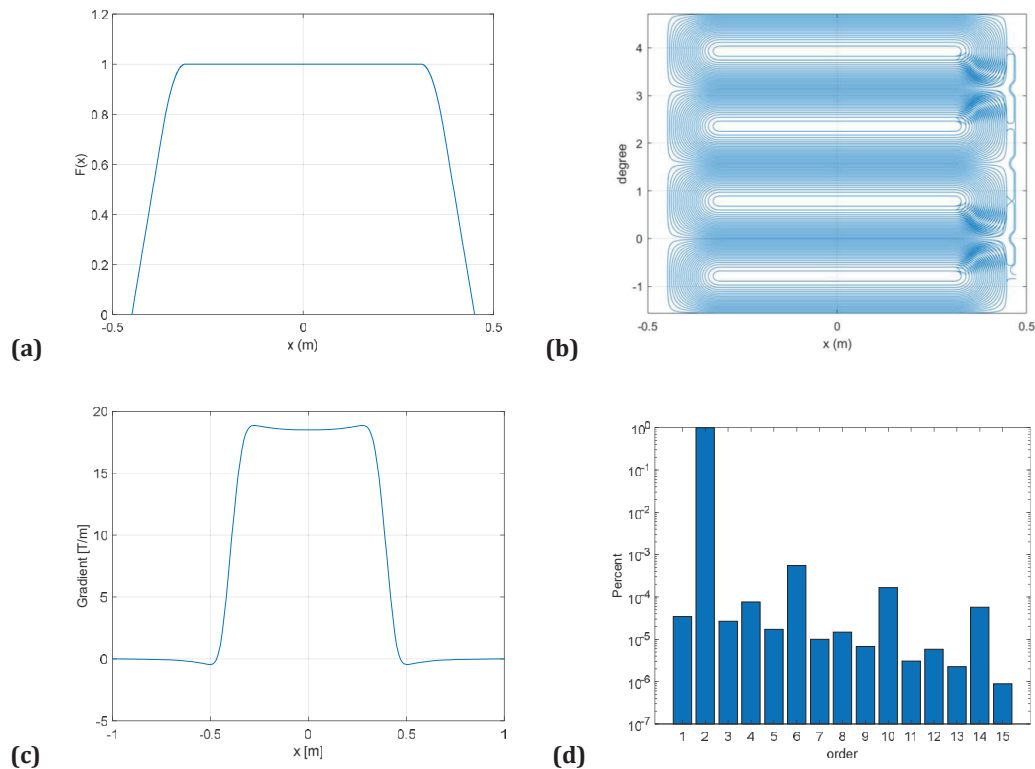 1.2
1
0.8
0.6
0.4
0.2
0
F(x)
-0.5
0
0.5
x (m)
(a)
4
3
2
1
0
-1
degree
-0.5
0
0.5
x (m)
(b)
20
15
10
5
0
-5
Gradient [T/m]
-1
-0.5
0
0.5
1
x [m]
(c)
10^0
10^-1
10^-2
10^-3
10^-4
10^-5
10^-6
10^-7
Percent
1 2 3 4 5 6 7 8 9 10 11 12 13 14 15
order
(d)